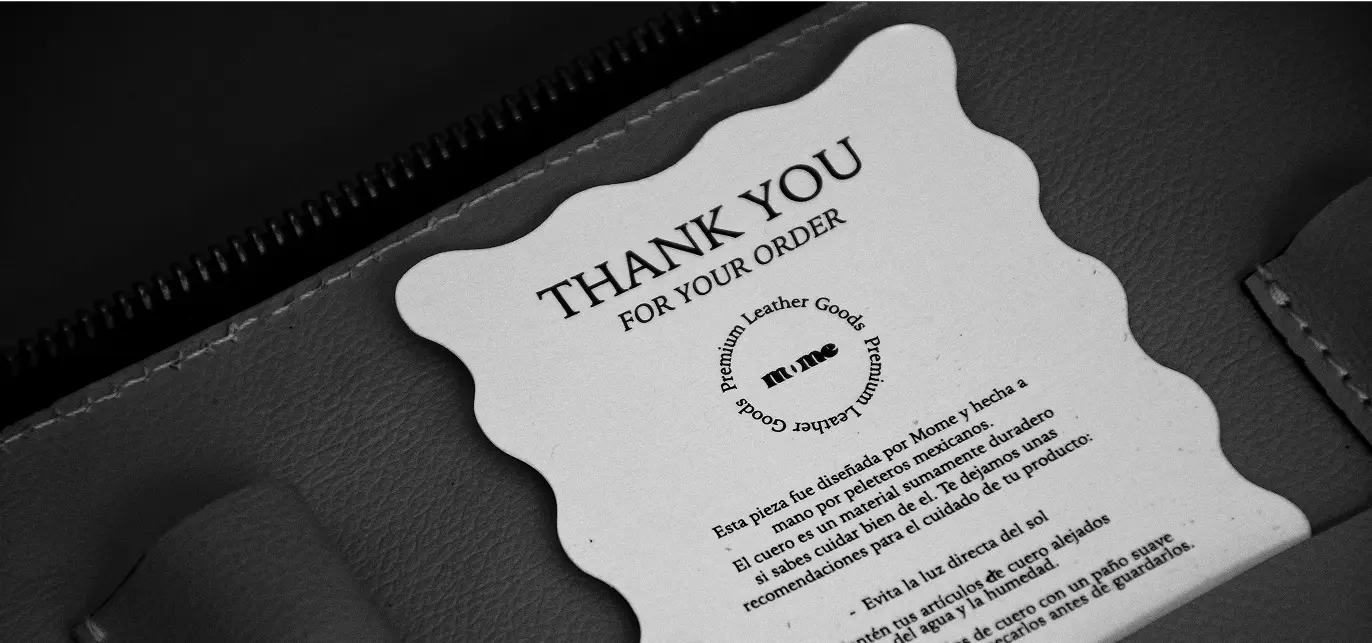 THANK YOU
FOR YOUR ORDER
Premium Leather Goods Premium Leather Goods
mome
Esta pieza fue diseñada por Mome y hecha a
mano por peleteros mexicanos.
El cuero es un material sumamente duradero
si sabes cuidar bien de el. Te dejamos unas
recomendaciones para el cuidado de tu producto:
- Evita la luz directa del sol
tus artículos de cuero alejados
del agua y la humedad.
de cuero con un paño suave
antes de guardarlos.